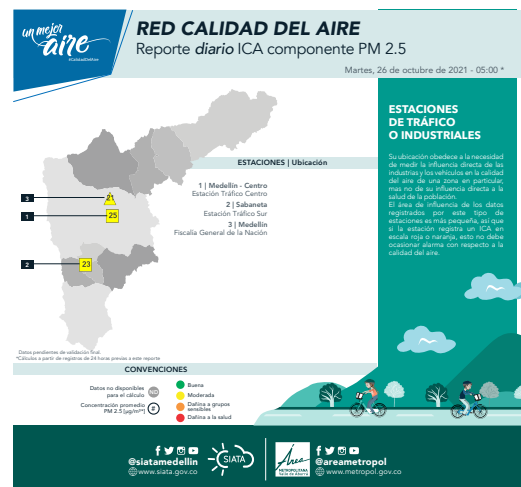 un mejor
aire
#CalidadDelAire
RED CALIDAD DEL AIRE
Reporte diario ICA componente PM 2.5
Martes, 26 de octubre de 2021 - 05:00 *
ESTACIONES | Ubicación
1 | Medellín - Centro
Estación Tráfico Centro
2 | Sabaneta
Estación Tráfico Sur
3 | Medellín
Fiscalía General de la Nación
3
21
1
25
2
23
ESTACIONES
DE TRÁFICO
O INDUSTRIALES
Su ubicación obedece a la necesidad
de medir la influencia directa de las
industrias y los vehículos en la calidad
del aire de una zona en particular,
mas no de su influencia directa a la
salud de la población.
El área de influencia de los datos
registrados por este tipo de
estaciones es más pequeña, así que
si la estación registra un ICA en
escala roja o naranja, esto no debe
ocasionar alarma con respecto a la
calidad del aire.
Datos pendientes de validación final.
*Cálculos a partir de registros de 24 horas previas a este reporte
CONVENCIONES
Datos no disponibles
para el cálculo
Concentración promedio
PM 2.5 [µg/m³]
#
Buena
Moderada
Dañina a grupos
sensibles
Dañina a la salud
@siatamedellin
www.siata.gov.co
SIATA
Área
METROPOLITANA
Valle de Aburrá
@areametropol
www.metropol.gov.co